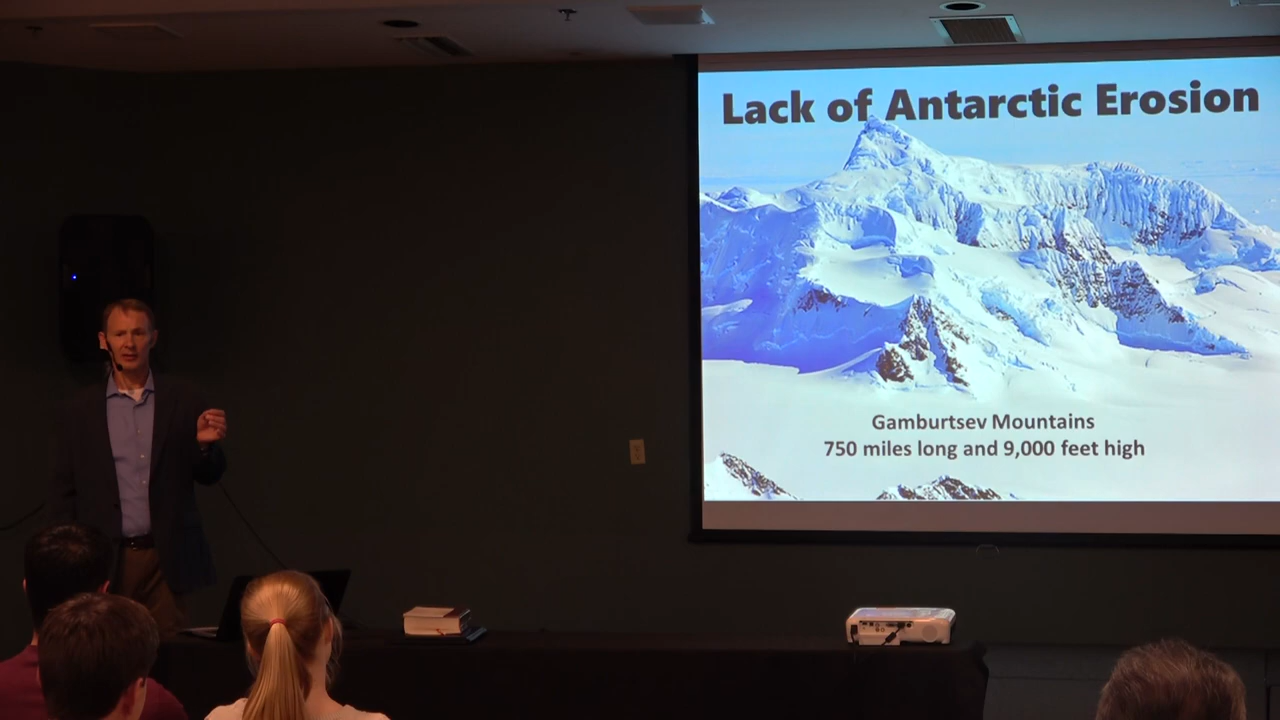 Lack of Antarctic Erosion
Gamburtsev Mountains
750 miles long and 9,000 feet high